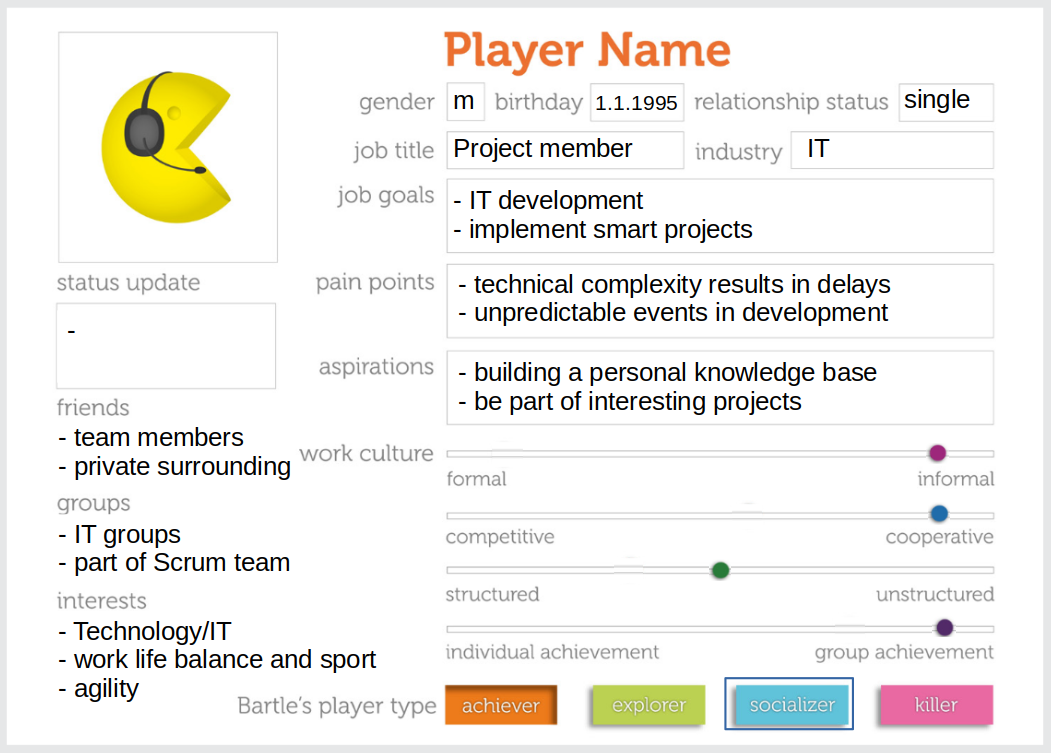 Player Name
gender m birthday 1.1.1995 relationship status single
job title Project member industry IT
job goals
- IT development
- implement smart projects
pain points
- technical complexity results in delays
- unpredictable events in development
aspirations
- building a personal knowledge base
- be part of interesting projects
status update
-
friends
- team members
- private surrounding
groups
- IT groups
- part of Scrum team
interests
- Technology/IT
- work life balance and sport
- agility
work culture
formal informal
competitive cooperative
structured unstructured
individual achievement group achievement
Bartle's player type achiever explorer socializer killer